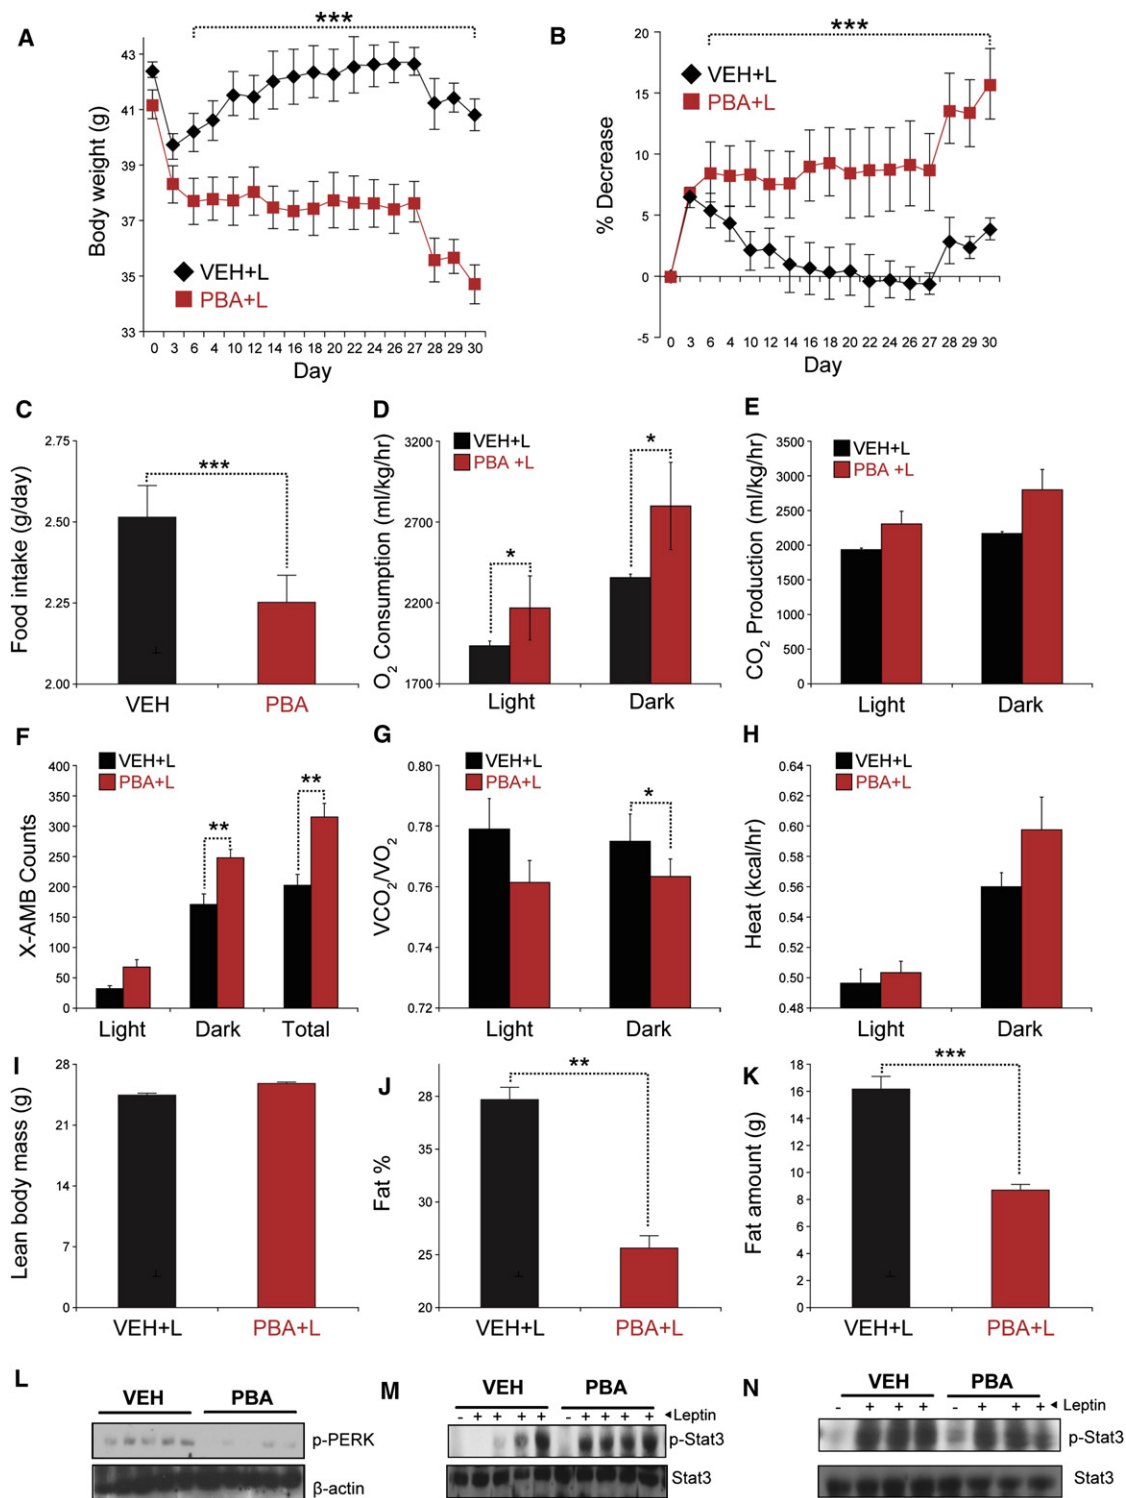 A
***
Body weight (g)
43
41
39
37
35
33
VEH+L
PBA+L
0 3 6 4 10 12 14 16 18 20 22 24 26 27 28 29 30
Day
B
***
% Decrease
20
15
10
5
0
-5
VEH+L
PBA+L
0 3 6 4 10 12 14 16 18 20 22 24 26 27 28 29 30
Day
C
Food intake (g/day)
2.75
2.50
2.25
2.00
***
VEH PBA
D
O2 Consumption (ml/kg/hr)
3200
2700
2200
1700
VEH+L
PBA +L
*
*
Light Dark
E
CO2 Production (ml/kg/hr)
3500
3000
2500
2000
1500
1000
500
0
VEH+L
PBA +L
Light Dark
F
X-AMB Counts
400
350
300
250
200
150
100
50
0
VEH+L
PBA+L
**
**
Light Dark Total
G
VCO2/VO2
0.80
0.78
0.76
0.74
0.72
VEH+L
PBA+L
*
Light Dark
H
Heat (kcal/hr)
0.64
0.62
0.60
0.58
0.56
0.54
0.52
0.50
0.48
VEH+L
PBA+L
Light Dark
I
Lean body mass (g)
28
21
14
7
0
VEH+L PBA+L
J
Fat %
28
35
30
25
20
**
VEH+L PBA+L
K
Fat amount (g)
18
16
14
12
10
8
6
4
2
0
***
VEH+L PBA+L
L
VEH PBA
p-PERK
β-actin
M
VEH PBA
- + + + + - + + + + ◄Leptin
p-Stat3
Stat3
N
VEH PBA
- + + + - + + + ◄ Leptin
p-Stat3
Stat3